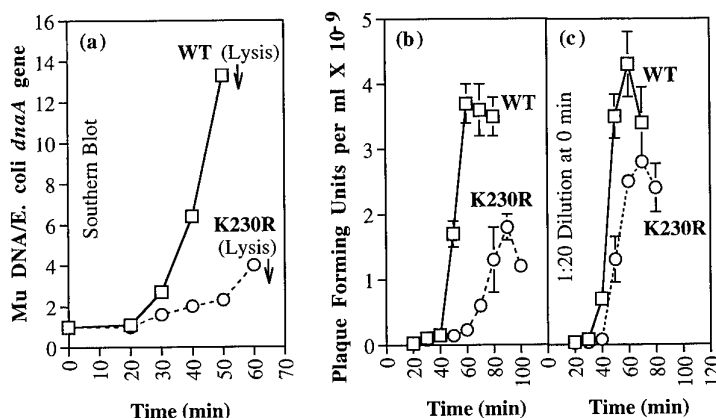 (a)
WT (Lysis)
K230R
(Lysis)
Southern Blot
Mu DNA/E. coli dnaA gene
16
14
12
10
8
6
4
2
0
0 10 20 30 40 50 60 70
Time (min)
(b)
WT
K230R
Plaque Forming Units per ml X 10-9
5
4
3
2
1
0
0 20 40 60 80 100
Time (min)
(c)
WT
K230R
1:20 Dilution at 0 min
0 20 40 60 80 100 120
Time (min)